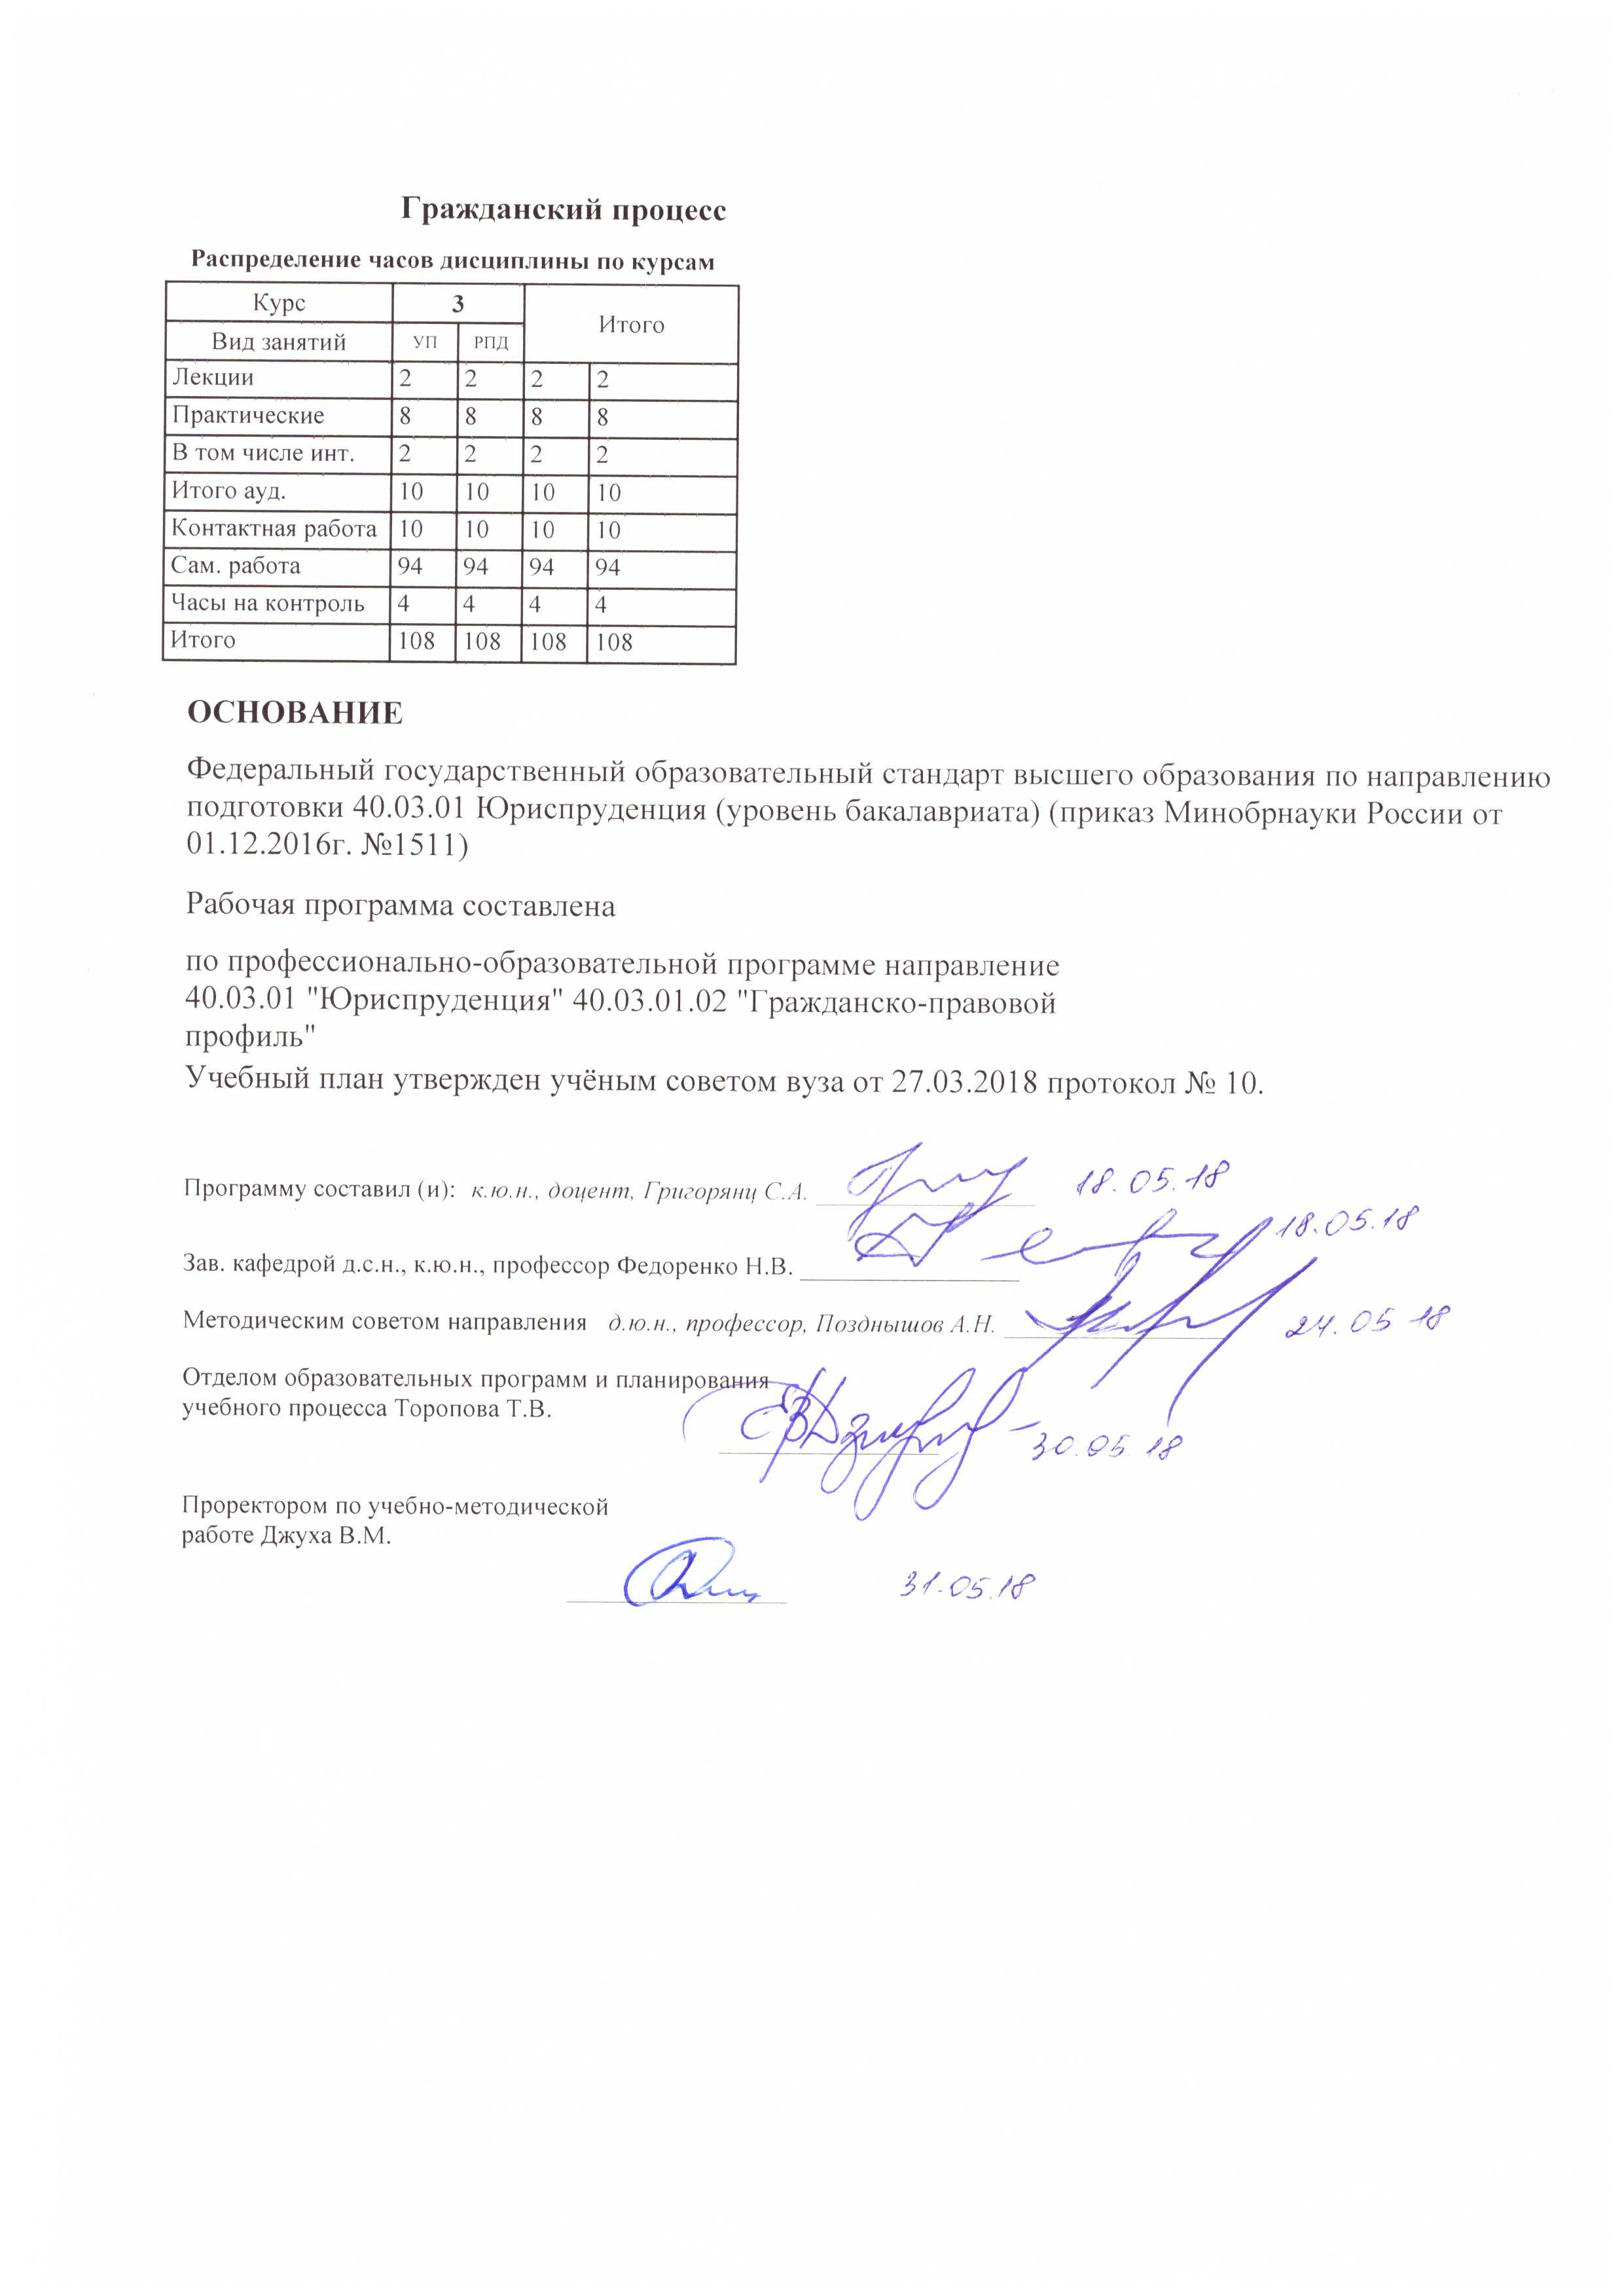 Гражданский процесс
Распределение часов дисциплины по курсам
Курс 3 Итого
Вид занятий УП РПД
Лекции 2 2 2 2
Практические 8 8 8 8
В том числе инт. 2 2 2 2
Итого ауд. 10 10 10 10
Контактная работа 10 10 10 10
Сам. работа 94 94 94 94
Часы на контроль 4 4 4 4
Итого 108 108 108 108
ОСНОВАНИЕ
Федеральный государственный образовательный стандарт высшего образования по направлению
подготовки 40.03.01 Юриспруденция (уровень бакалавриата) (приказ Минобрнауки России от
01.12.2016г. №1511)
Рабочая программа составлена
по профессионально-образовательной программе направление
40.03.01 "Юриспруденция" 40.03.01.02 "Гражданско-правовой
профиль"
Учебный план утвержден учёным советом вуза от 27.03.2018 протокол № 10.
Программу составил (и): к.ю.н., доцент, Григорянц С.А. 18.05.18
Зав. кафедрой д.с.н., к.ю.н., профессор Федоренко Н.В. 18.05.18
Методическим советом направления д.ю.н., профессор, Позднышов А.Н. 24.05 18
Отделом образовательных программ и планирования
учебного процесса Торопова Т.В.
30.05.18
Проректором по учебно-методической
работе Джуха В.М.
31.05.18